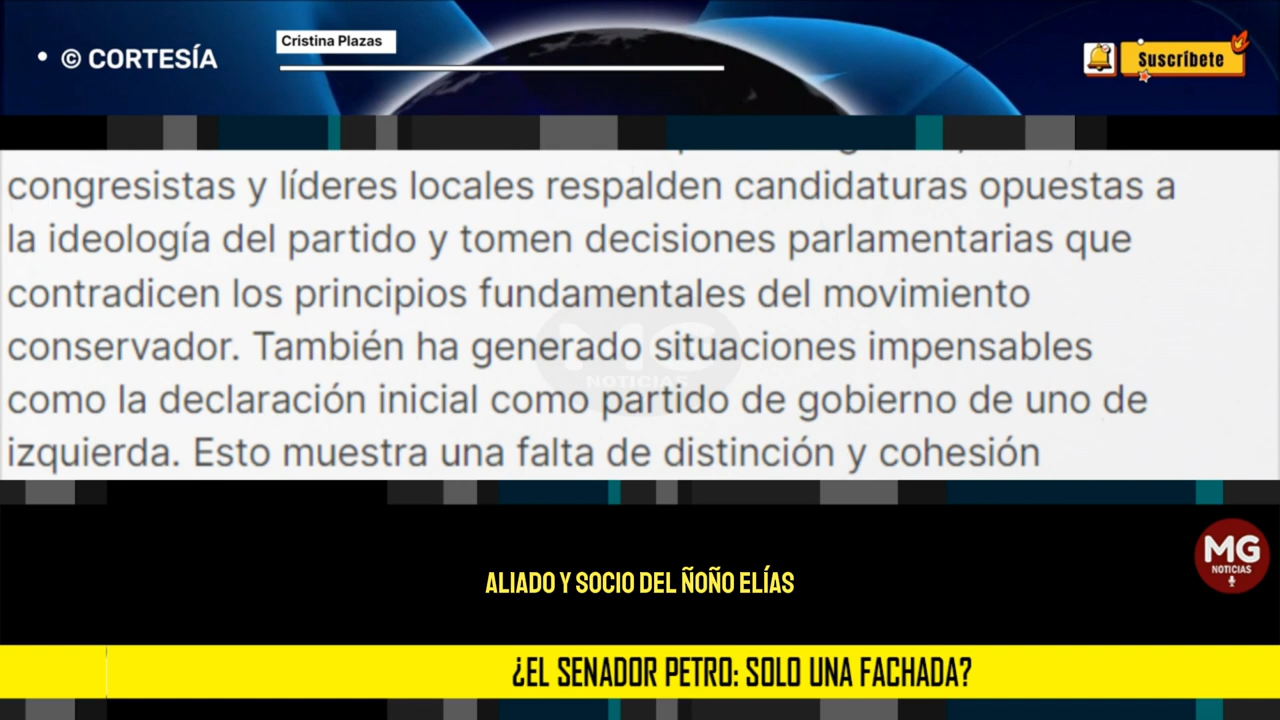 • © CORTESÍA
Cristina Plazas
Suscríbete
congresistas y líderes locales respalden candidaturas opuestas a
la ideología del partido y tomen decisiones parlamentarias que
contradicen los principios fundamentales del movimiento
conservador. También ha generado situaciones impensables
como la declaración inicial como partido de gobierno de uno de
izquierda. Esto muestra una falta de distinción y cohesión
MG
NOTICIAS
ALIADO Y SOCIO DEL ÑOÑO ELÍAS
MG
NOTICIAS
¿EL SENADOR PETRO: SOLO UNA FACHADA?